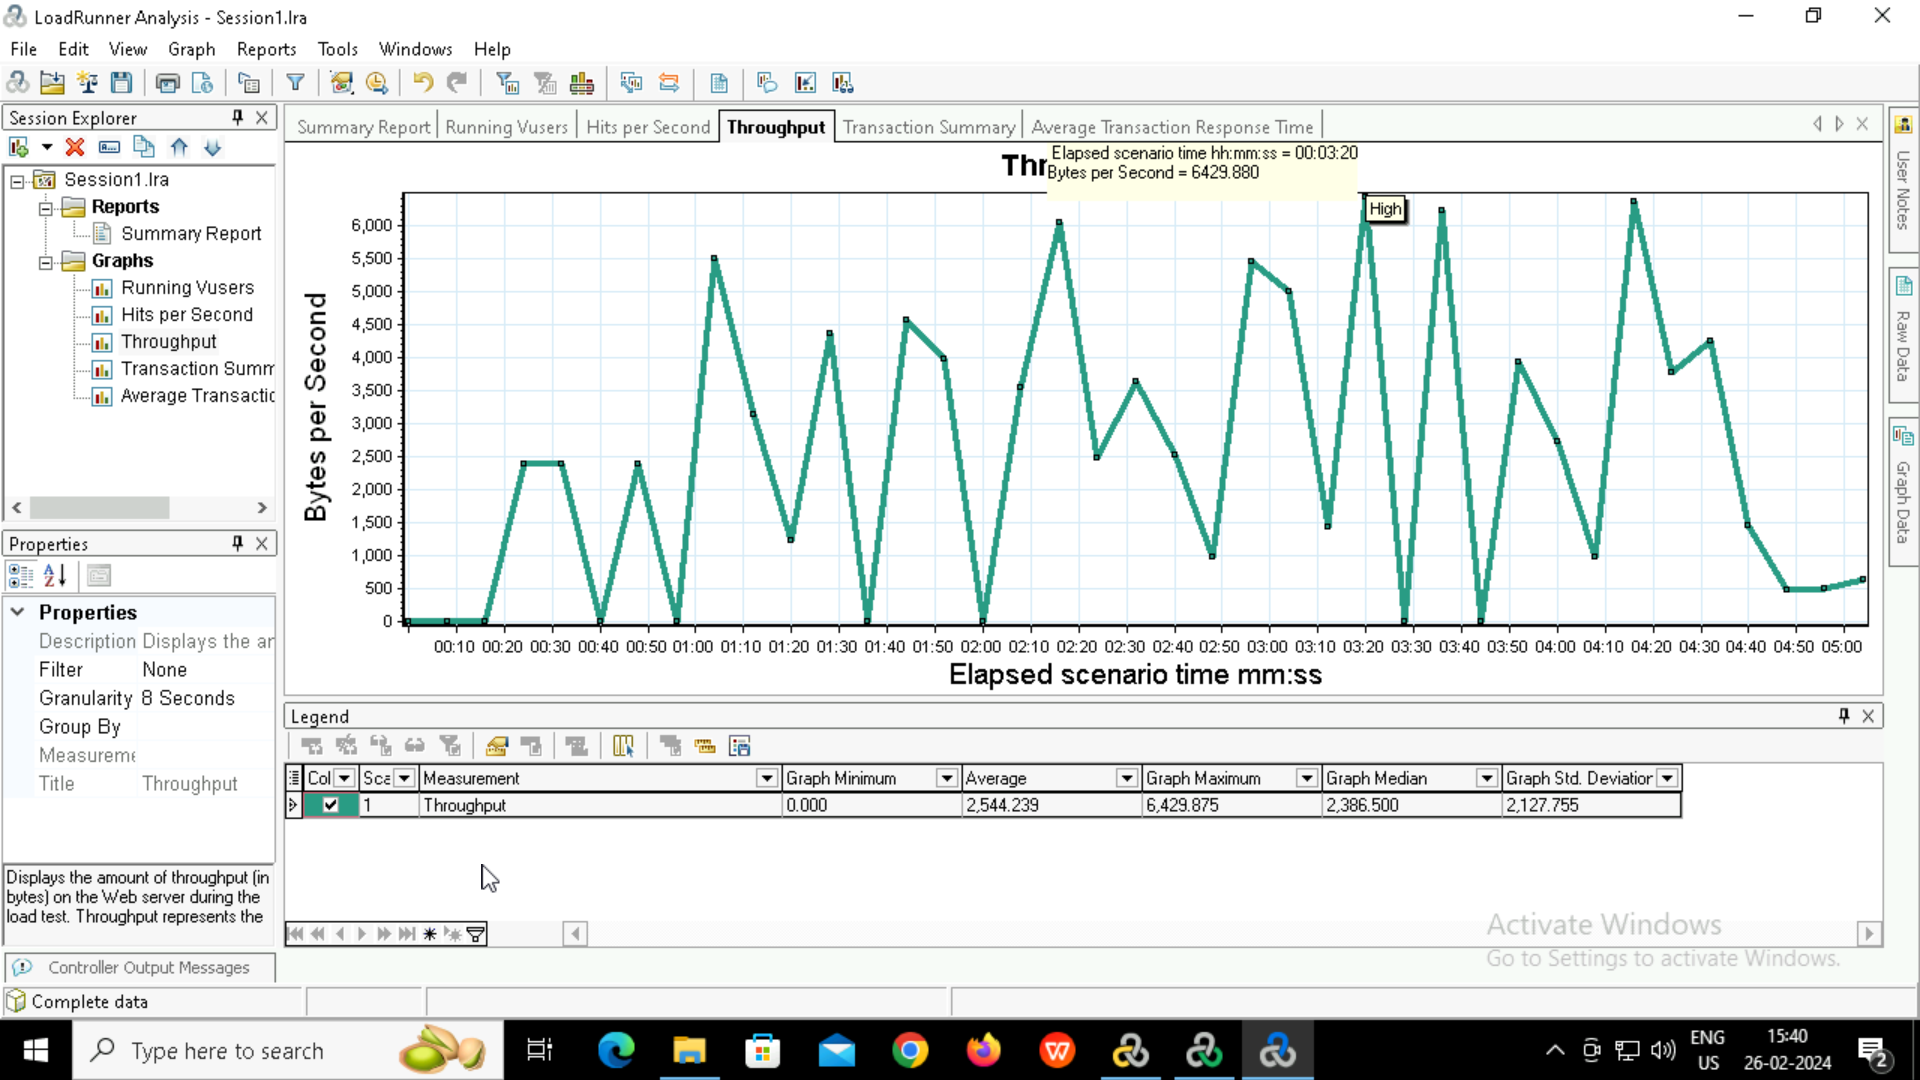 LoadRunner Analysis - Session1.lra
File Edit View Graph Reports Tools Windows Help
Session Explorer
Session1.lra
Reports
Summary Report
Graphs
Running Vusers
Hits per Second
Throughput
Transaction Summ
Average Transactic
Properties
Properties
Description Displays the ar
Filter None
Granularity 8 Seconds
Group By
Measureme
Title Throughput
Displays the amount of throughput (in
bytes) on the Web server during the
load test. Throughput represents the
Controller Output Messages
Complete data
Summary Report Running Vusers Hits per Second Throughput Transaction Summary Average Transaction Response Time
Thr
Elapsed scenario time hh:mm:ss = 00:03:20
Bytes per Second = 6429.880
High
Bytes per Second
6,000
5,500
5,000
4,500
4,000
3,500
3,000
2,500
2,000
1,500
1,000
500
0
00:10 00:20 00:30 00:40 00:50 01:00 01:10 01:20 01:30 01:40 01:50 02:00 02:10 02:20 02:30 02:40 02:50 03:00 03:10 03:20 03:30 03:40 03:50 04:00 04:10 04:20 04:30 04:40 04:50 05:00
Elapsed scenario time mm:ss
Legend
Col Sca Measurement Graph Minimum Average Graph Maximum Graph Median Graph Std. Deviation
1 Throughput 0.000 2,544.239 6,429.875 2,386.500 2,127.755
User Notes
Raw Data
Graph Data
Activate Windows
Go to Settings to activate Windows.
Type here to search
ENG
US
15:40
26-02-2024
2